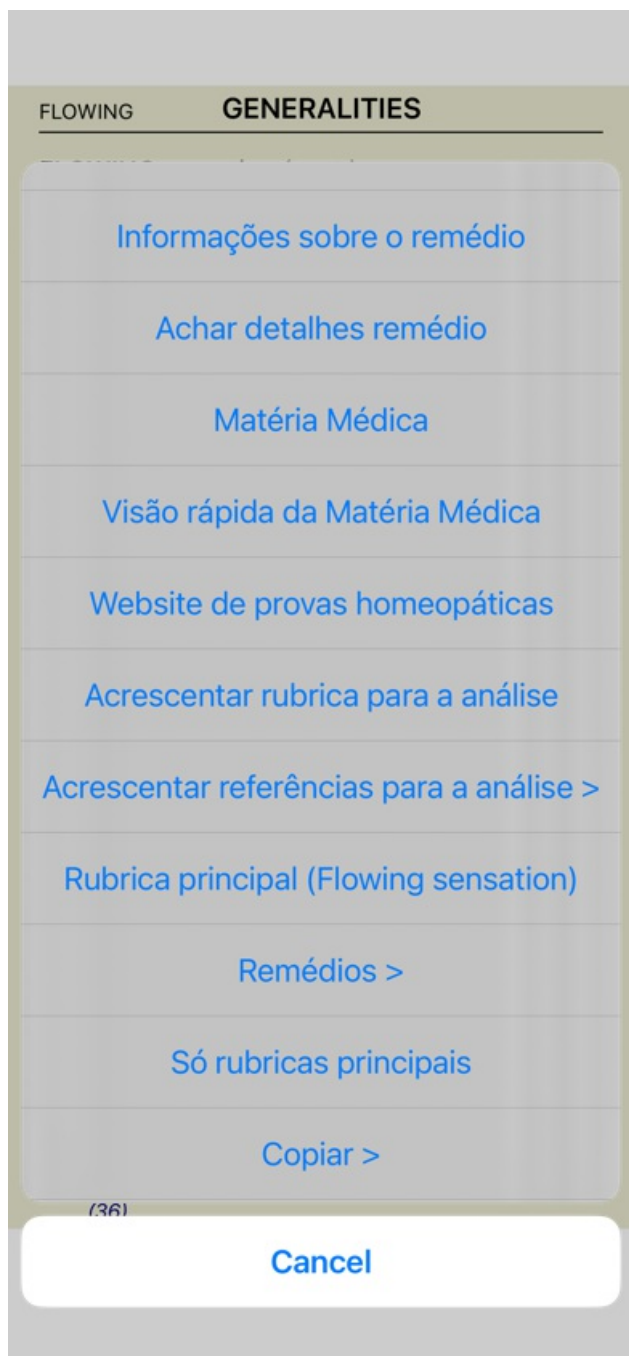 FLOWING GENERALITIES
Informações sobre o remédio
Achar detalhes remédio
Matéria Médica
Visão rápida da Matéria Médica
Website de provas homeopáticas
Acrescentar rubrica para a análise
Acrescentar referências para a análise >
Rubrica principal (Flowing sensation)
Remédios >
Só rubricas principais
Copiar >
(36)
Cancel